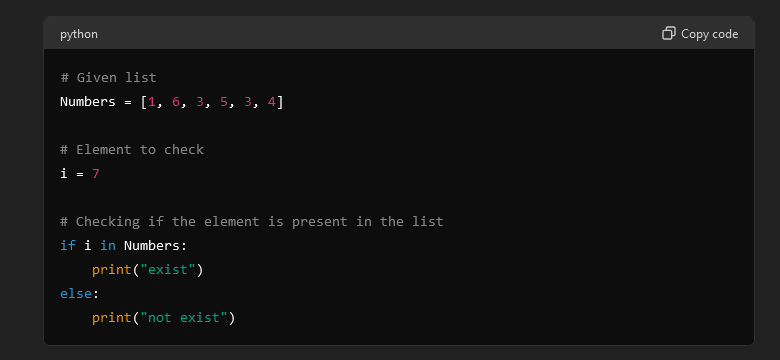 python
Copy code
# Given list
Numbers = [1, 6, 3, 5, 3, 4]
# Element to check
i = 7
# Checking if the element is present in the list
if i in Numbers:
    print("exist")
else:
    print("not exist")